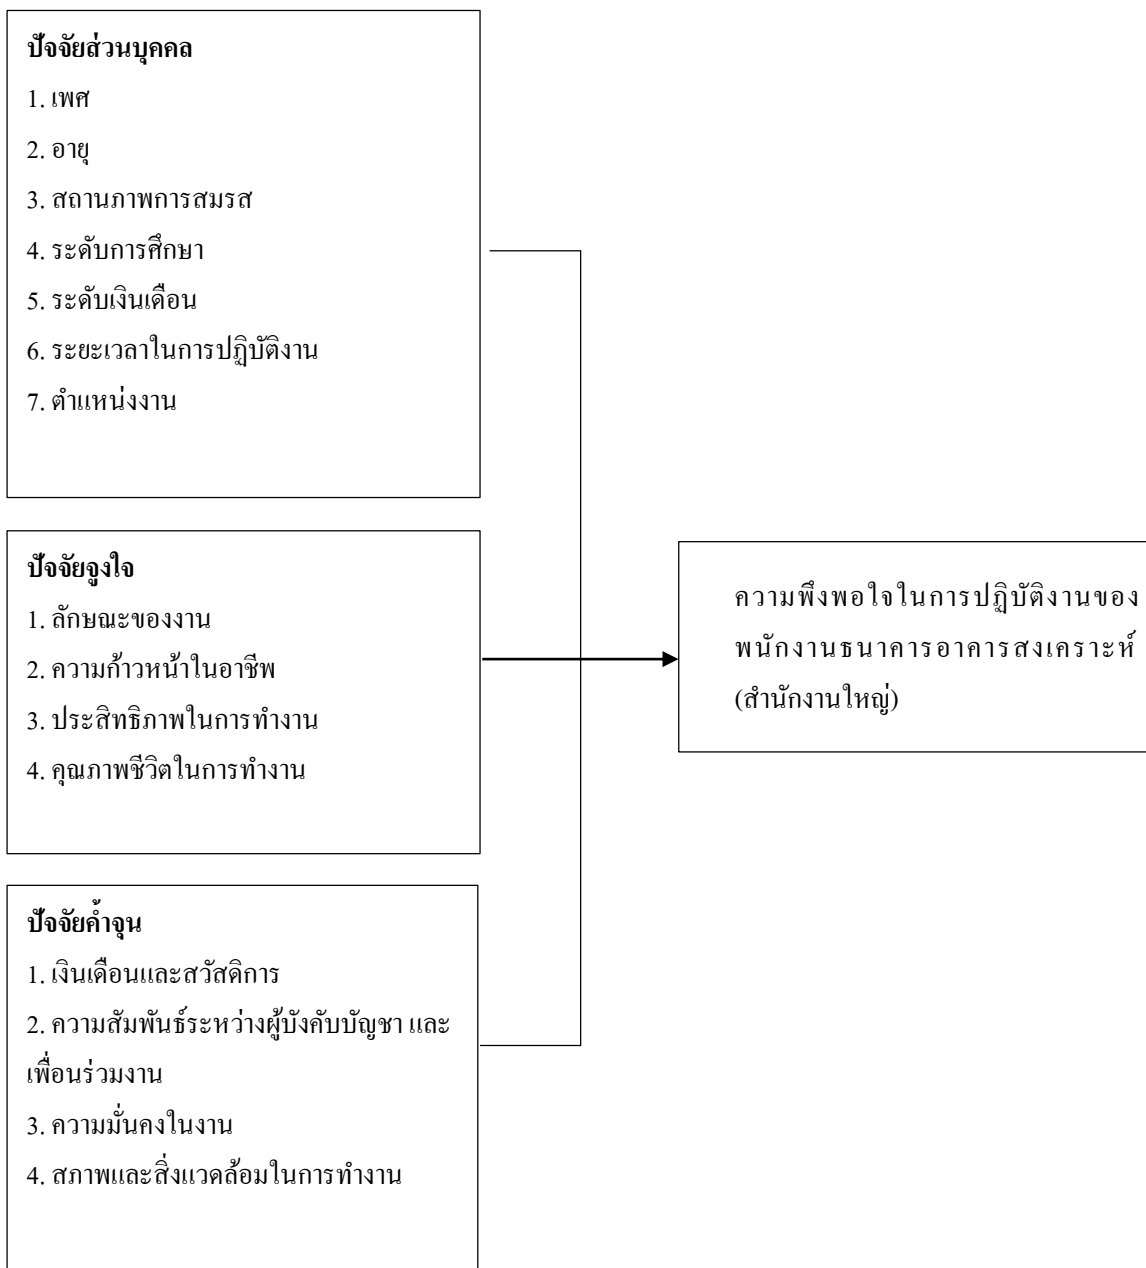 ปัจจัยส่วนบุคคล
1. เพศ
2. อายุ
3. สถานภาพการสมรส
4. ระดับการศึกษา
5. ระดับเงินเดือน
6. ระยะเวลาในการปฏิบัติงาน
7. ตำแหน่งงาน
ปัจจัยจูงใจ
1. ลักษณะของงาน
2. ความก้าวหน้าในอาชีพ
3. ประสิทธิภาพในการทำงาน
4. คุณภาพชีวิตในการทำงาน
ความพึงพอใจในการปฏิบัติงานของ
พนักงานธนาคารอาคารสงเคราะห์
(สำนักงานใหญ่)
ปัจจัยค้ำจุน
1. เงินเดือนและสวัสดิการ
2. ความสัมพันธ์ระหว่างผู้บังคับบัญชา และ
เพื่อนร่วมงาน
3. ความมั่นคงในงาน
4. สภาพและสิ่งแวดล้อมในการทำงาน